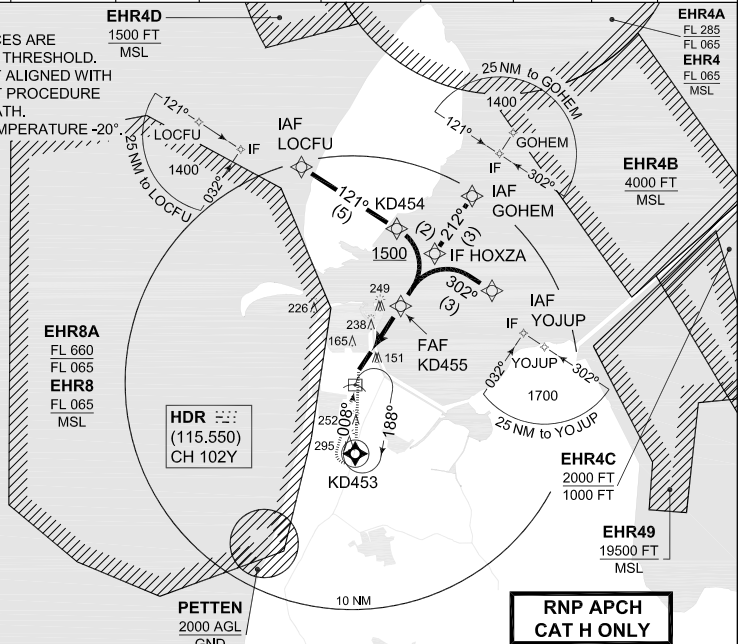 EHR4D
1500 FT
MSL
CES ARE
THRESHOLD.
ALIGNED WITH
PROCEDURE
ATH.
MPERATURE -20°.
EHR4A
FL 285
FL 065
EHR4
FL 065
MSL
25 NM to GOHEM
1400
121°
GOHEM
IF
302°
121°
LOCFU
IF
1400
032°
25 NM to LOCFU
IAF
LOCFU
121°
(5)
KD454
(2)
212°
(3)
IAF
GOHEM
EHR4B
4000 FT
MSL
1500
IF HOXZA
302°
(3)
249
226
238
165
151
FAF
KD455
IAF
YOJUP
IF
YOJUP
032°
302°
1700
25 NM to YOJUP
EHR8A
FL 660
FL 065
EHR8
FL 065
MSL
HDR
(115.550)
CH 102Y
252
295
008°
188°
KD453
EHR4C
2000 FT
1000 FT
EHR49
19500 FT
MSL
10 NM
PETTEN
2000 AGL
GND
RNP APCH
CAT H ONLY